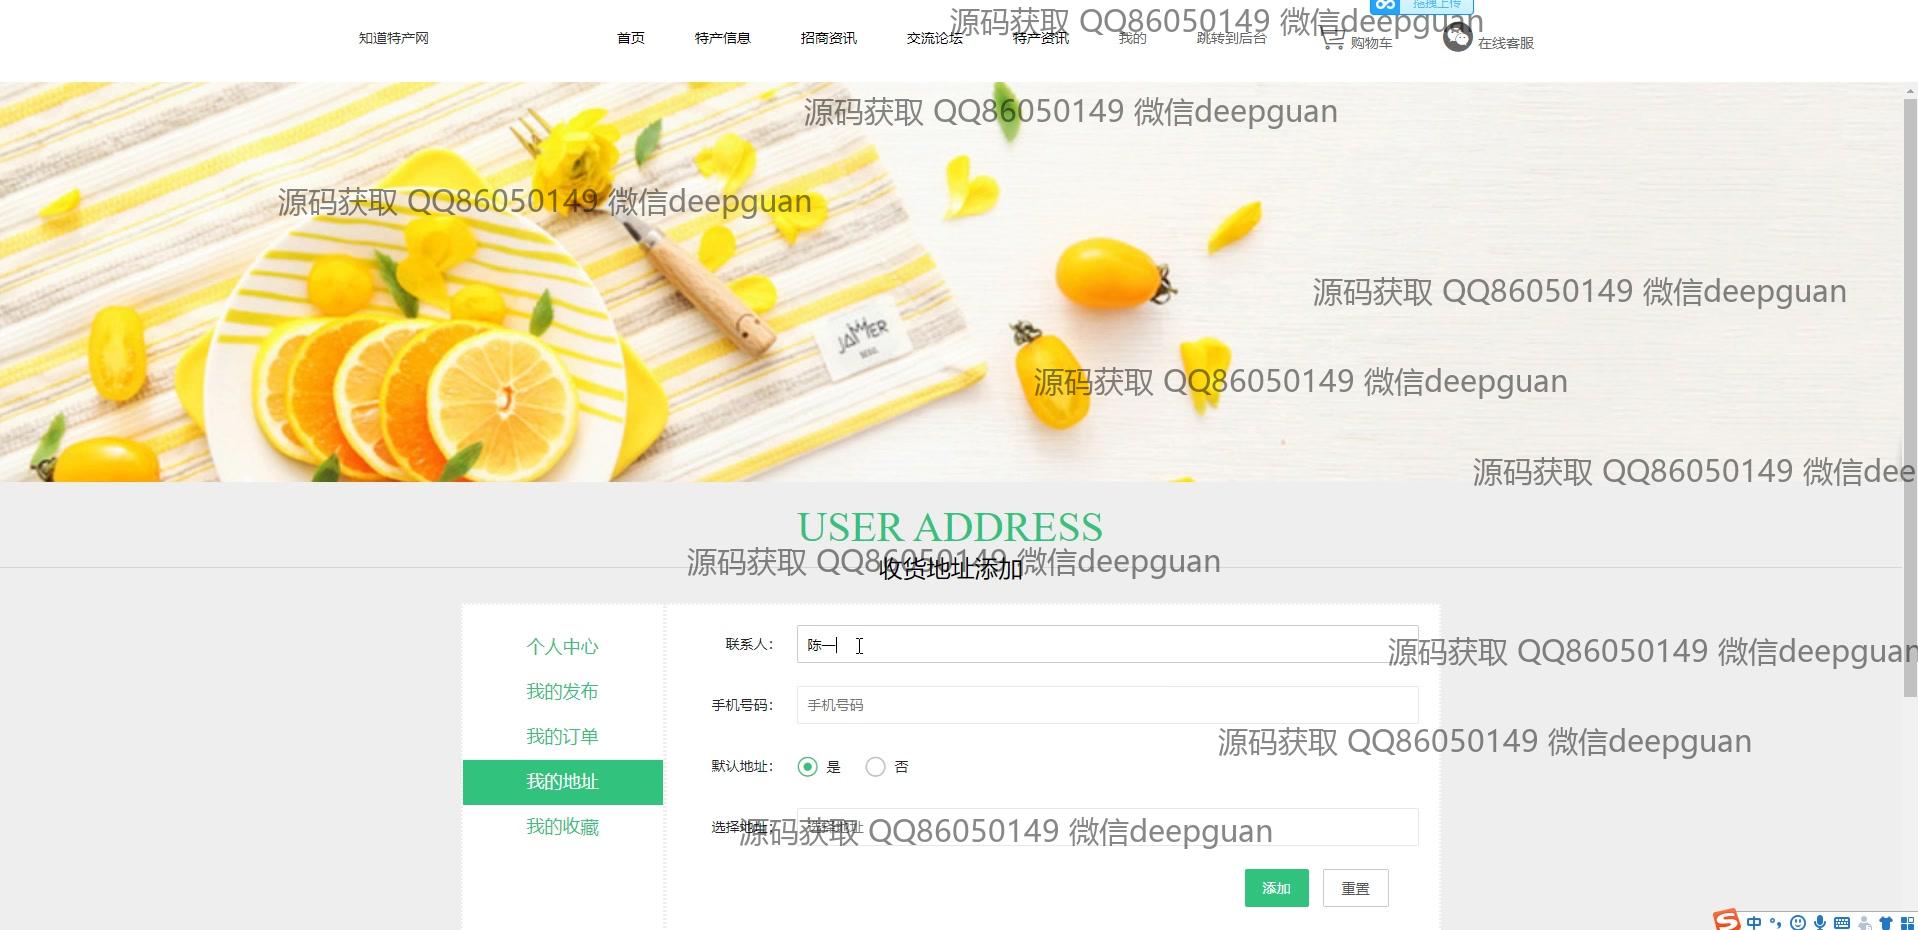 拖拽上传
源码获取 QQ86050149 微信deepguan
知道特产网 首页 特产信息 招商资讯 交流论坛 特产资讯 我的 跳转到后台 购物车 在线客服
源码获取 QQ86050149 微信deepguan
源码获取 QQ86050149 微信deepguan
源码获取 QQ86050149 微信deepguan
JAMMER
SEOUL
源码获取 QQ86050149 微信deepguan
源码获取 QQ86050149 微信dee
USER ADDRESS
源码获取 QQ86050149 微信deepguan
收货地址添加
个人中心
联系人： 陈一
源码获取 QQ86050149 微信deepguan
我的发布
手机号码： 手机号码
我的订单
源码获取 QQ86050149 微信deepguan
默认地址： 是 否
我的地址
我的收藏
选择地址： 选择地址
源码获取 QQ86050149 微信deepguan
添加 重置
S 中